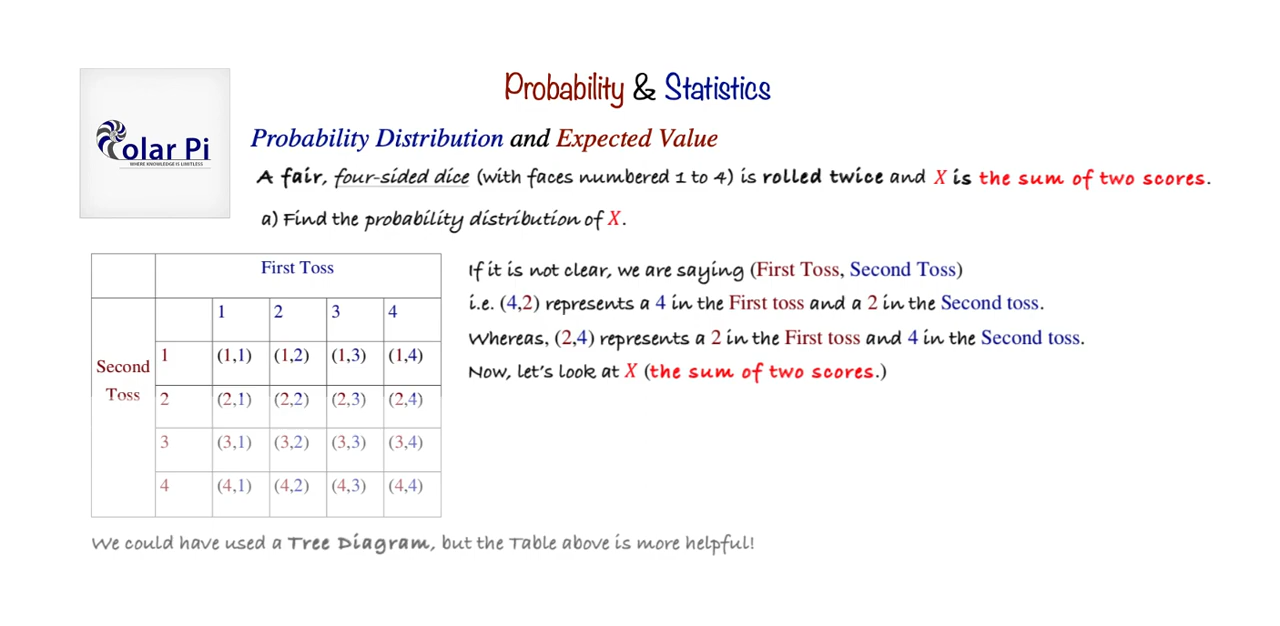 Probability & Statistics
olar Pi
WHERE KNOWLEDGE IS LIMITLESS
Probability Distribution and Expected Value
A fair, four-sided dice (with faces numbered 1 to 4) is rolled twice and X is the sum of two scores.
a) Find the probability distribution of X.
First Toss
1 2 3 4
Second Toss
1 (1,1) (1,2) (1,3) (1,4)
2 (2,1) (2,2) (2,3) (2,4)
3 (3,1) (3,2) (3,3) (3,4)
4 (4,1) (4,2) (4,3) (4,4)
If it is not clear, we are saying (First Toss, Second Toss)
i.e. (4,2) represents a 4 in the First toss and a 2 in the Second toss.
Whereas, (2,4) represents a 2 in the First toss and 4 in the Second toss.
Now, let's look at X (the sum of two scores.)
We could have used a Tree Diagram, but the Table above is more helpful!